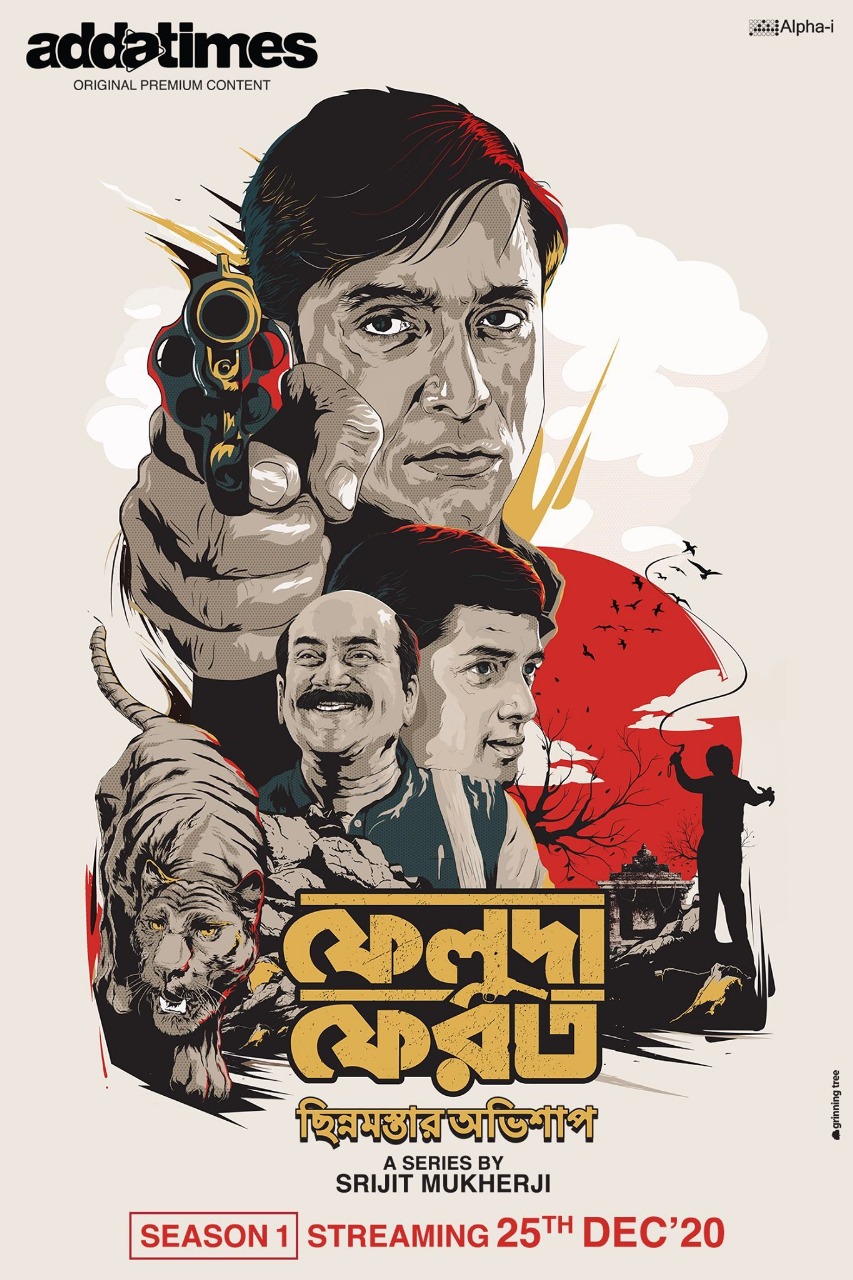 addatimes
ORIGINAL PREMIUM CONTENT
Alpha-i
ফেলুদা
ফেরত
ছিন্নমস্তার অভিশাপ
A SERIES BY
SRIJIT MUKHERJI
SEASON 1 STREAMING 25TH DEC'20
grinning tree